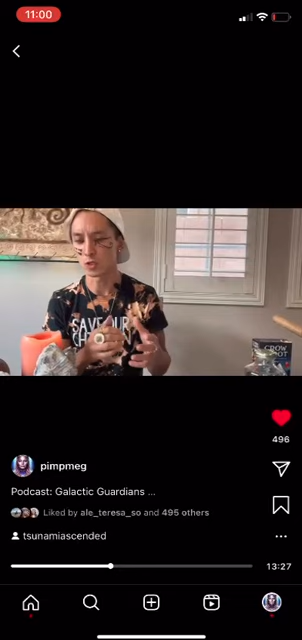 11:00
SAVE OUR
CROW
496
pimpmeg
Podcast: Galactic Guardians ...
Liked by ale_teresa_so and 495 others
tsunamiascended
13:27